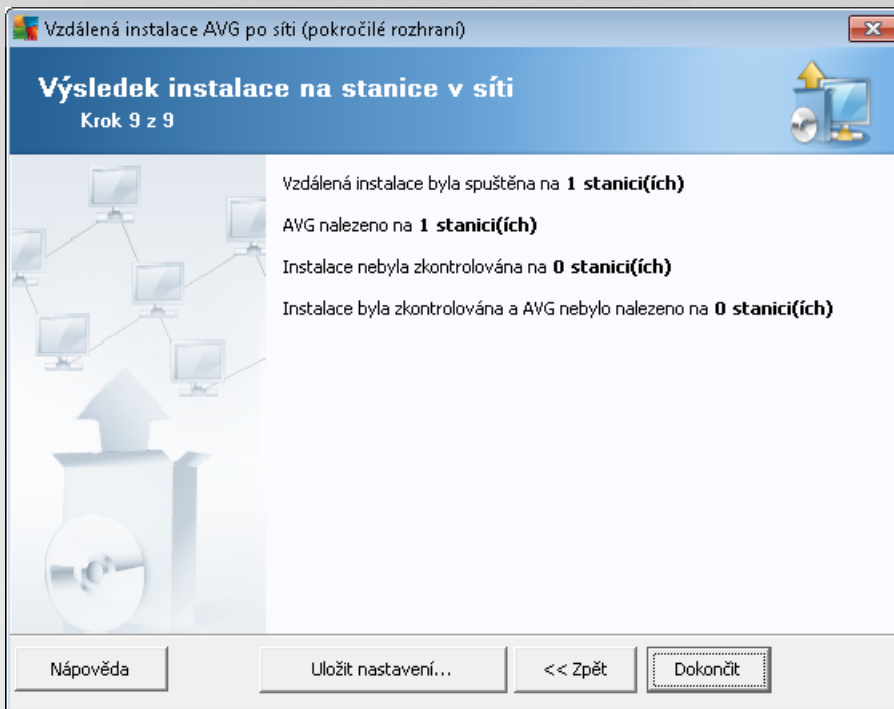 Vzdálená instalace AVG po síti (pokročilé rozhraní)
Výsledek instalace na stanice v síti
Krok 9 z 9
Vzdálená instalace byla spuštěna na 1 stanici(ích)
AVG nalezeno na 1 stanici(ích)
Instalace nebyla zkontrolována na 0 stanici(ích)
Instalace byla zkontrolována a AVG nebylo nalezeno na 0 stanici(ích)
Nápověda
Uložit nastavení...
<< Zpět
Dokončit